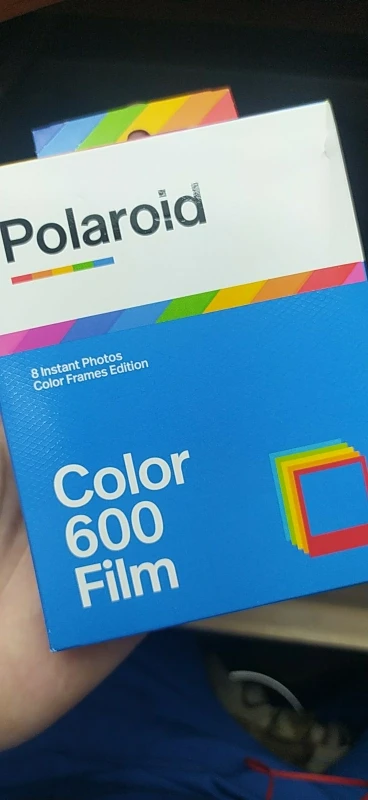 Polaroid
8 Instant Photos
Color Frames Edition
Color
600
Film